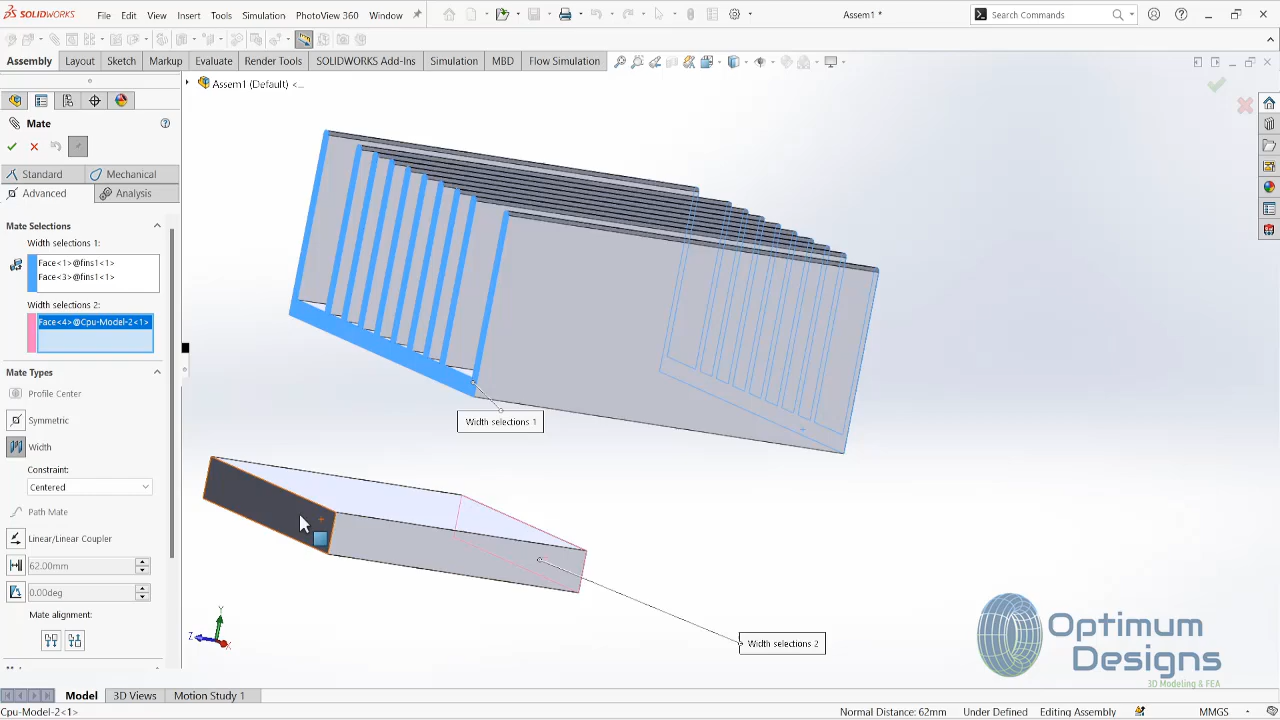 SOLIDWORKS File Edit View Insert Tools Simulation PhotoView 360 Window Assem1 * Search Commands
Assembly Layout Sketch Markup Evaluate Render Tools SOLIDWORKS Add-Ins Simulation MBD Flow Simulation
Assem1 (Default) <...
Mate
Standard Mechanical
Advanced Analysis
Mate Selections
Width selections 1:
Face<1>@fins1<1>
Face<3>@fins1<1>
Width selections 2:
Face<4>@Cpu-Model-2<1>
Mate Types
Profile Center
Symmetric
Width
Constraint:
Centered
Path Mate
Linear/Linear Coupler
62.00mm
0.00deg
Mate alignment:
Width selections 1
Width selections 2
Y
Z
X
Optimum
Designs
3D Modeling & FEA
Model 3D Views Motion Study 1
Cpu-Model-2<1> Normal Distance: 62mm Under Defined Editing Assembly MMGS